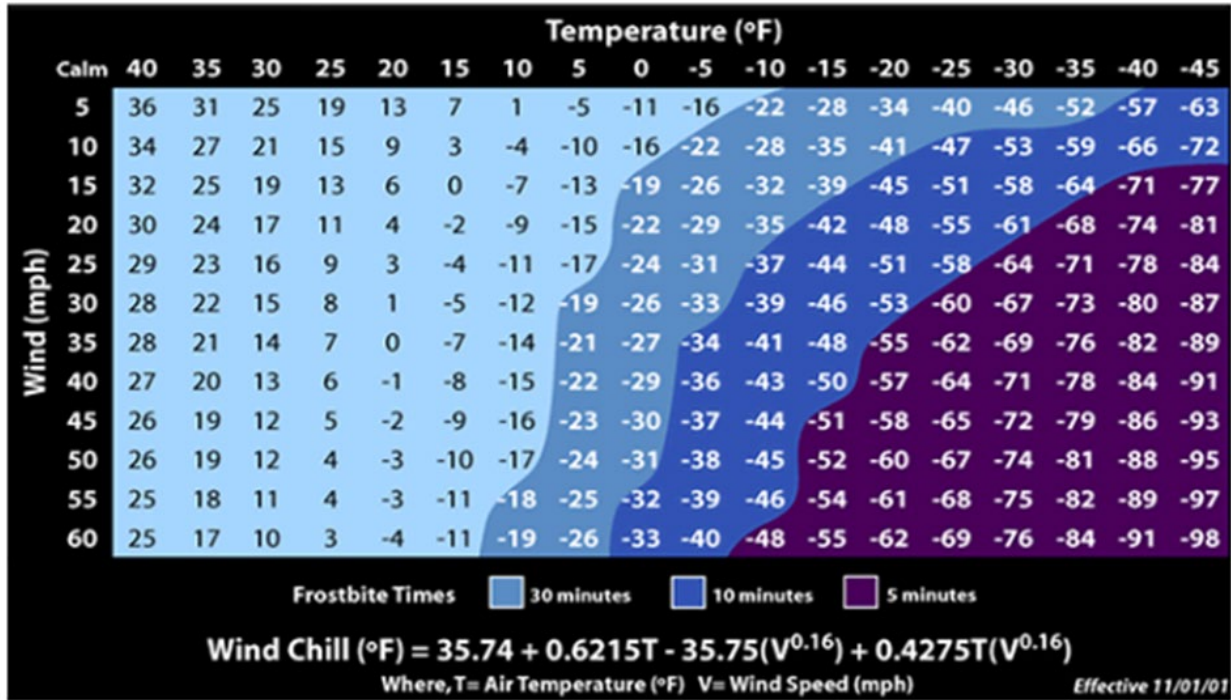 Temperature (ºF)
Calm 40 35 30 25 20 15 10 5 0 -5 -10 -15 -20 -25 -30 -35 -40 -45
5 36 31 25 19 13 7 1 -5 -11 -16 -22 -28 -34 -40 -46 -52 -57 -63
10 34 27 21 15 9 3 -4 -10 -16 -22 -28 -35 -41 -47 -53 -59 -66 -72
15 32 25 19 13 6 0 -7 -13 -19 -26 -32 -39 -45 -51 -58 -64 -71 -77
20 30 24 17 11 4 -2 -9 -15 -22 -29 -35 -42 -48 -55 -61 -68 -74 -81
25 29 23 16 9 3 -4 -11 -17 -24 -31 -37 -44 -51 -58 -64 -71 -78 -84
30 28 22 15 8 1 -5 -12 -19 -26 -33 -39 -46 -53 -60 -67 -73 -80 -87
35 28 21 14 7 0 -7 -14 -21 -27 -34 -41 -48 -55 -62 -69 -76 -82 -89
40 27 20 13 6 -1 -8 -15 -22 -29 -36 -43 -50 -57 -64 -71 -78 -84 -91
45 26 19 12 5 -2 -9 -16 -23 -30 -37 -44 -51 -58 -65 -72 -79 -86 -93
50 26 19 12 4 -3 -10 -17 -24 -31 -38 -45 -52 -60 -67 -74 -81 -88 -95
55 25 18 11 4 -3 -11 -18 -25 -32 -39 -46 -54 -61 -68 -75 -82 -89 -97
60 25 17 10 3 -4 -11 -19 -26 -33 -40 -48 -55 -62 -69 -76 -84 -91 -98
Wind (mph)
Frostbite Times 30 minutes 10 minutes 5 minutes
Wind Chill (ºF) = 35.74 + 0.6215T - 35.75(V^0.16) + 0.4275T(V^0.16)
Where, T= Air Temperature (ºF) V= Wind Speed (mph) Effective 11/01/01